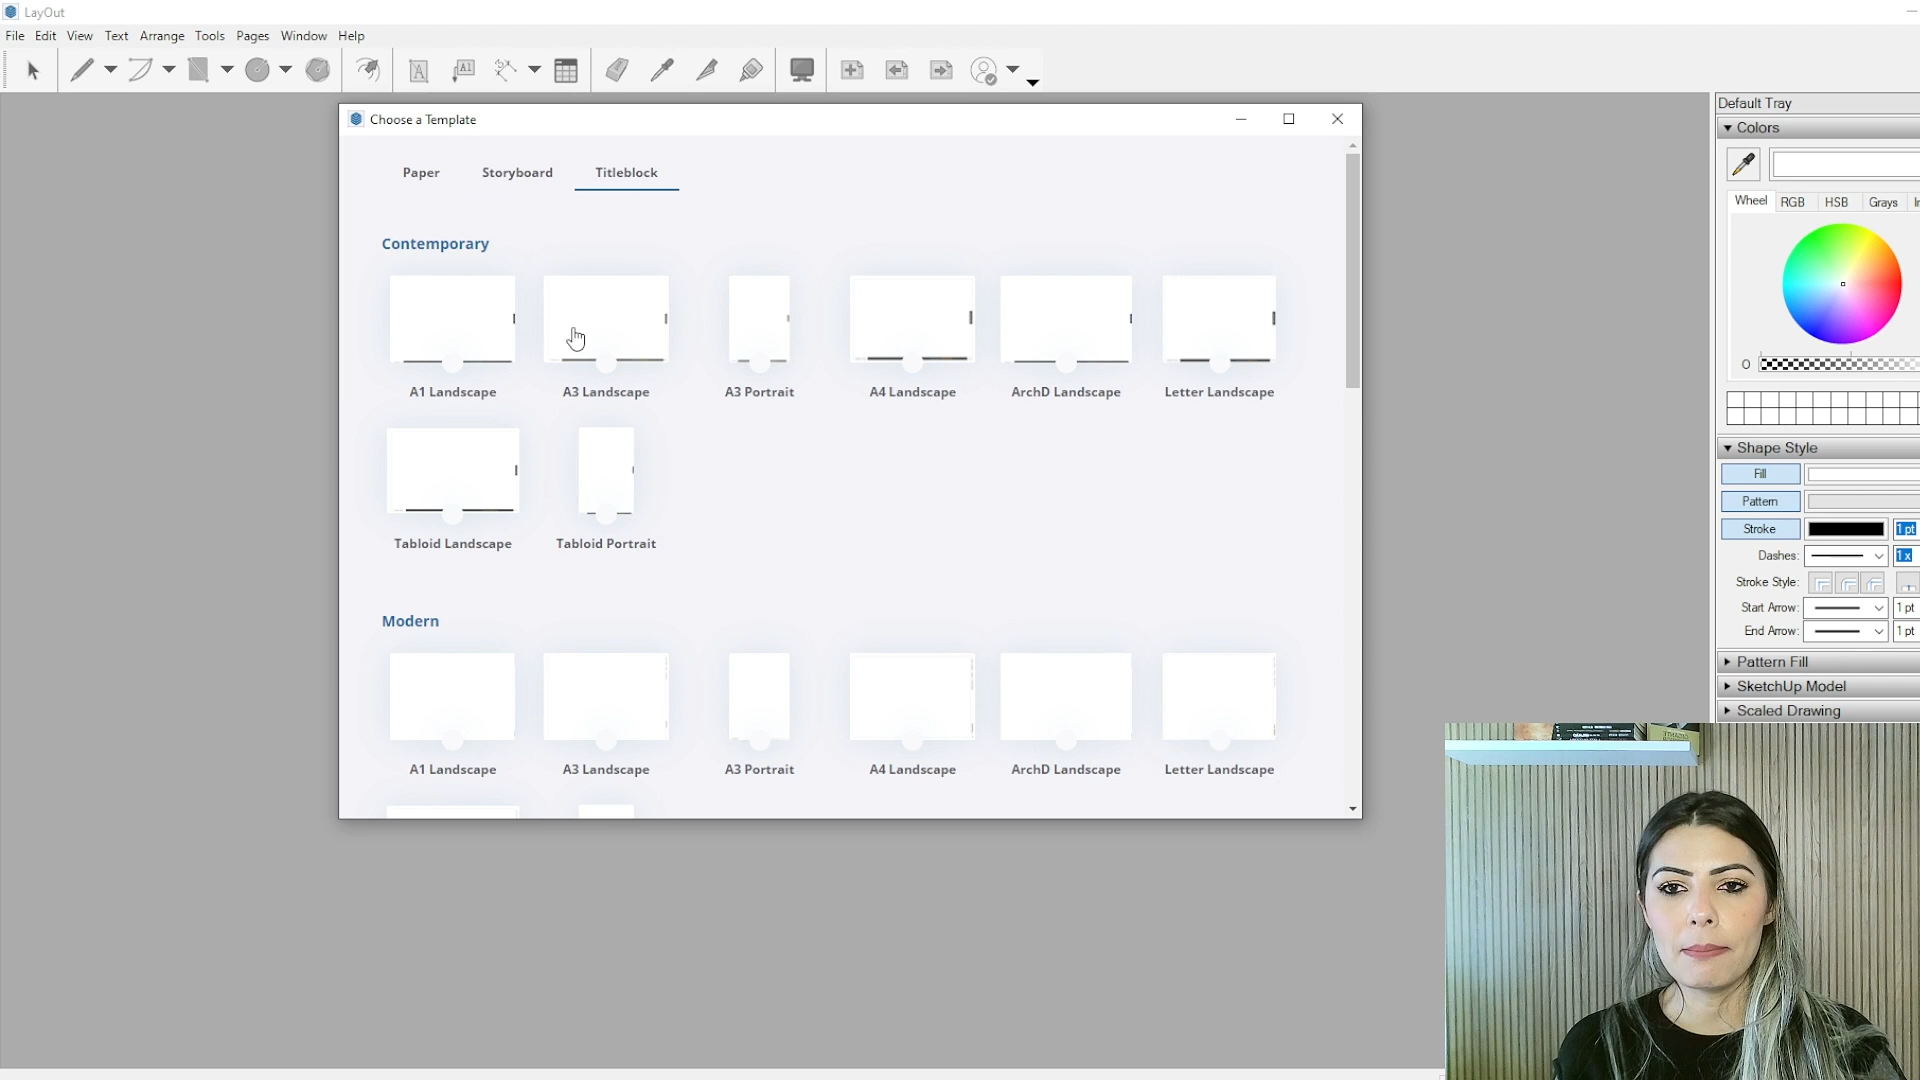 LayOut
File Edit View Text Arrange Tools Pages Window Help
Choose a Template
Paper Storyboard Titleblock
Contemporary
A1 Landscape A3 Landscape A3 Portrait A4 Landscape ArchD Landscape Letter Landscape
Tabloid Landscape Tabloid Portrait
Modern
A1 Landscape A3 Landscape A3 Portrait A4 Landscape ArchD Landscape Letter Landscape
Default Tray
Colors
Wheel RGB HSB Grays
O
Shape Style
Fill
Pattern
Stroke 1 pt
Dashes: 1 x
Stroke Style:
Start Arrow: 1 pt
End Arrow: 1 pt
Pattern Fill
SketchUp Model
Scaled Drawing